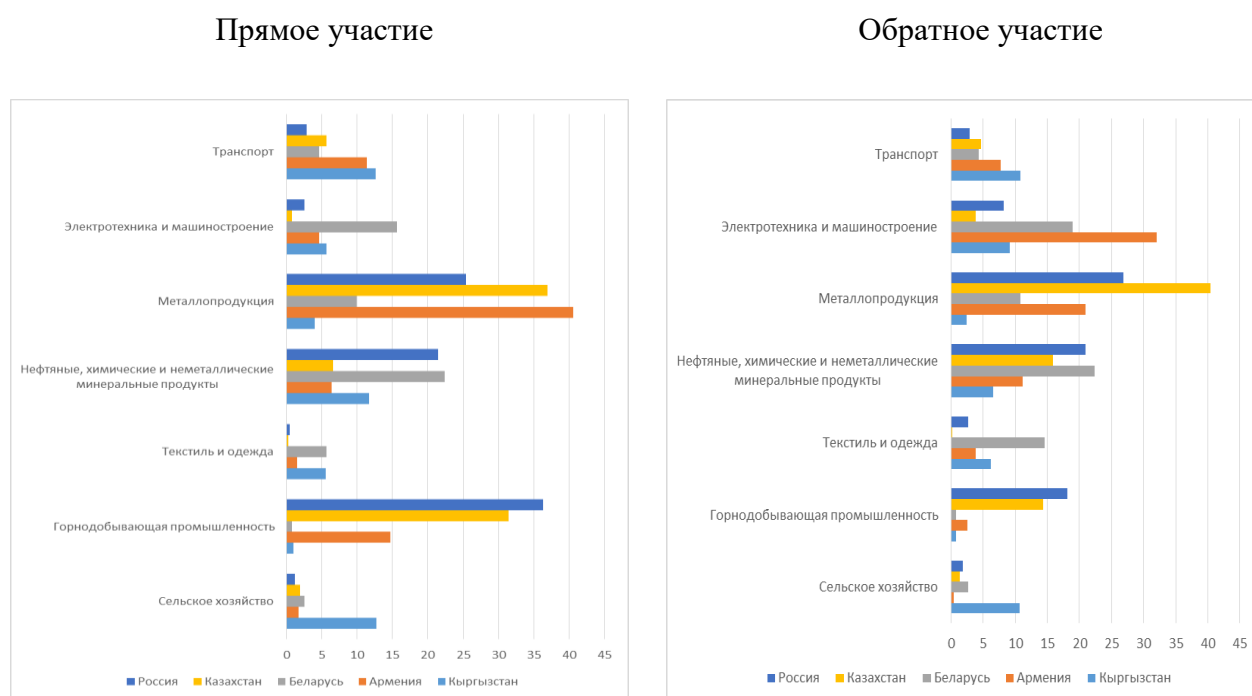 Прямое участие
Обратное участие
Транспорт
Электротехника и машиностроение
Металлопродукция
Нефтяные, химические и неметаллические
минеральные продукты
Текстиль и одежда
Горнодобывающая промышленность
Сельское хозяйство
0 5 10 15 20 25 30 35 40 45
Россия Казахстан Беларусь Армения Кыргызстан
Транспорт
Электротехника и машиностроение
Металлопродукция
Нефтяные, химические и неметаллические
минеральные продукты
Текстиль и одежда
Горнодобывающая промышленность
Сельское хозяйство
0 5 10 15 20 25 30 35 40 45
Россия Казахстан Беларусь Армения Кыргызстан